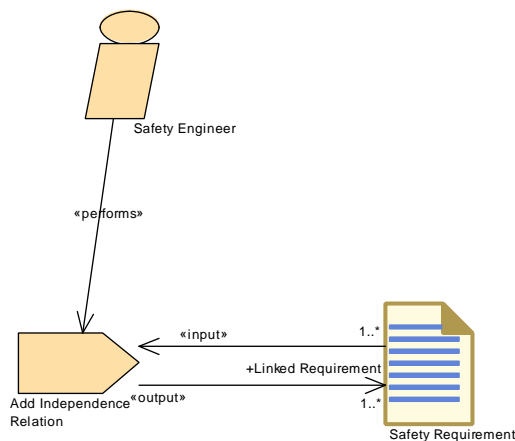 Safety Engineer
«performs»
«input»
1..*
+Linked Requirement
«output»
1..*
Add Independence
Relation
Safety Requirement